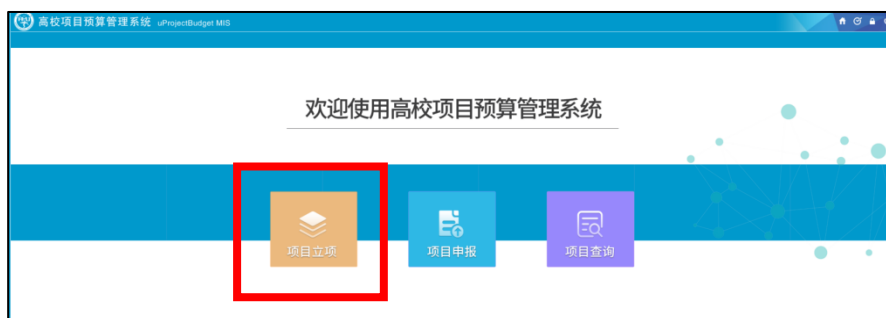 高校项目预算管理系统 uProjectBudget MIS
欢迎使用高校项目预算管理系统
项目立项
项目申报
项目查询